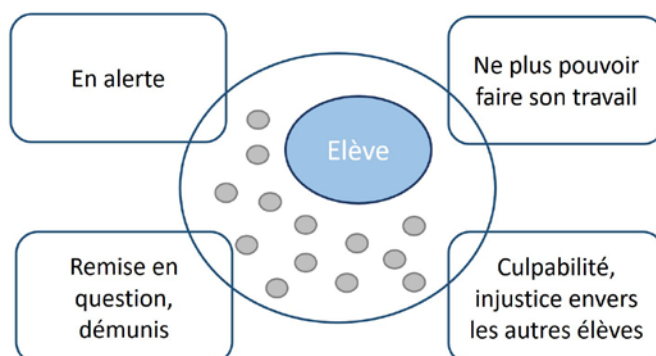 En alerte
Ne plus pouvoir
faire son travail
Elève
Remise en
question,
démunis
Culpabilité,
injustice envers
les autres élèves